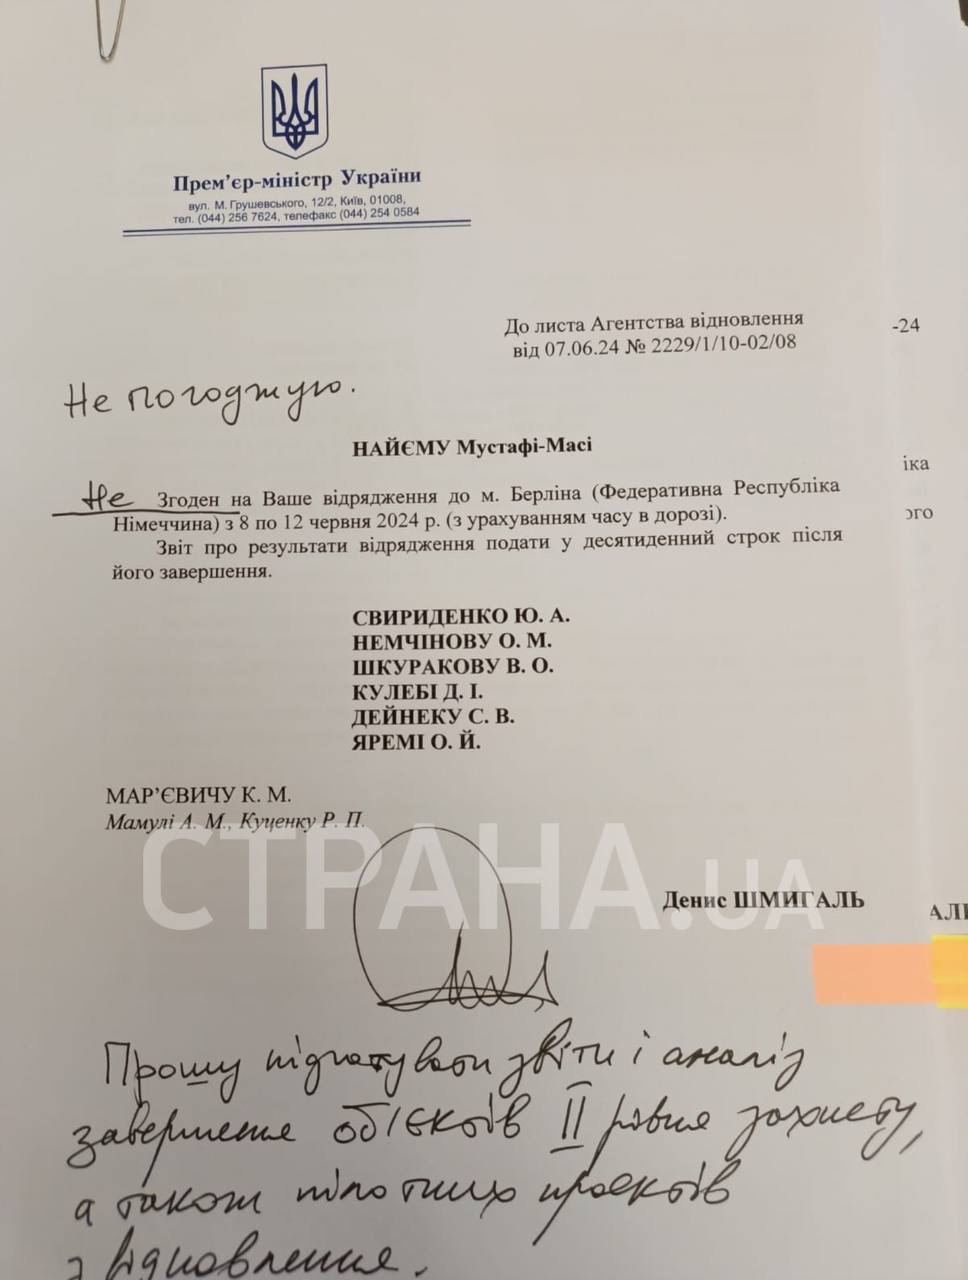 Прем’єр-міністр України
вул. М. Грушевського, 12/2, Київ, 01008,
тел. (044) 256 7624, телефакс (044) 254 0584
До листа Агентства відновлення
від 07.06.24 № 2229/1/10-02/08
-24
Не погоджую.
НАЙЄМУ Мустафі-Масі
іка
Не Згоден на Ваше відрядження до м. Берліна (Федеративна Республіка
Німеччина) з 8 по 12 червня 2024 р. (з урахуванням часу в дорозі).
ого
Звіт про результати відрядження подати у десятиденний строк після
його завершення.
СВИРИДЕНКО Ю. А.
НЕМЧІНОВУ О. М.
ШКУРАКОВУ В. О.
КУЛЕБІ Д. І.
ДЕЙНЕКУ С. В.
ЯРЕМІ О. Й.
МАР’ЄВИЧУ К. М.
Мамулі А. М., Куценку Р. П.
СТРАНА.UA
Денис ШМИГАЛЬ
Прошу підготувати звіти і аналіз
завершення об'єктів II рівня захисту,
а також пілотних проєктів
з відновлення.